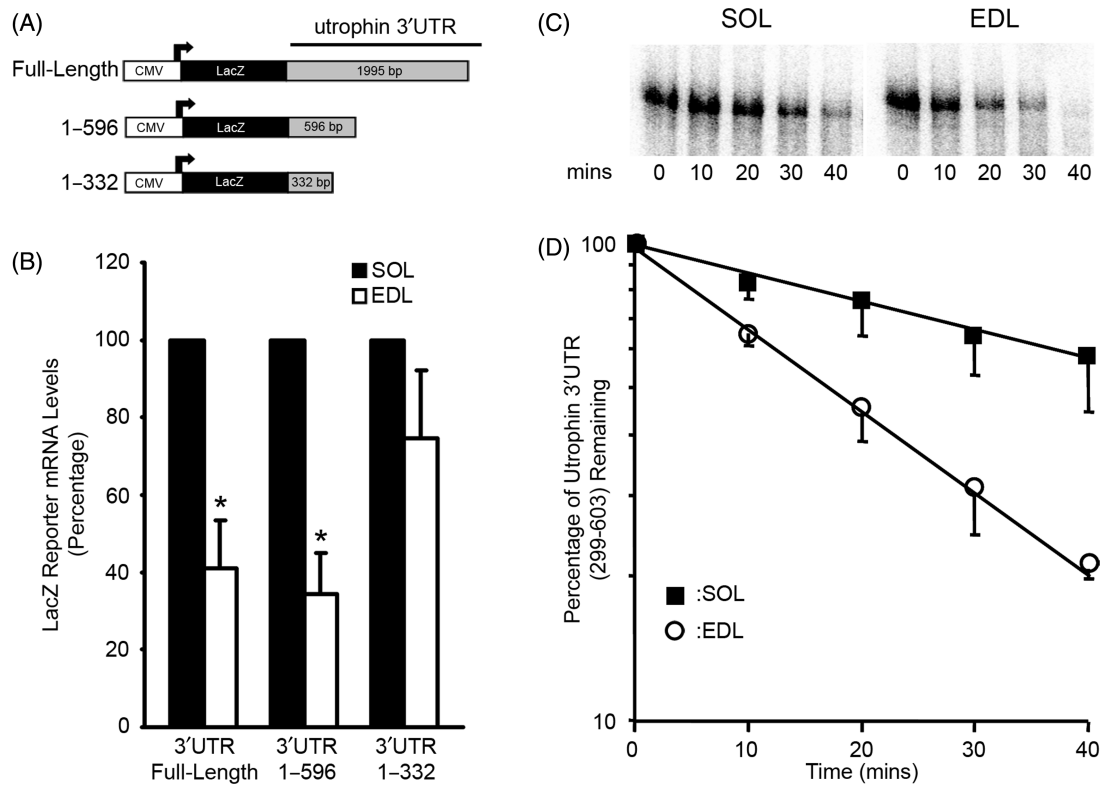 (A)
utrophin 3′UTR
Full-Length CMV LacZ 1995 bp
1–596 CMV LacZ 596 bp
1–332 CMV LacZ 332 bp
(B)
LacZ Reporter mRNA Levels
(Percentage)
120
100
80
60
40
20
0
SOL
EDL
*
*
3′UTR 3′UTR 3′UTR
Full-Length 1–596 1–332
(C)
SOL EDL
mins 0 10 20 30 40 0 10 20 30 40
(D)
Percentage of Utrophin 3′UTR
(299-603) Remaining
100
10
:SOL
:EDL
0 10 20 30 40
Time (mins)